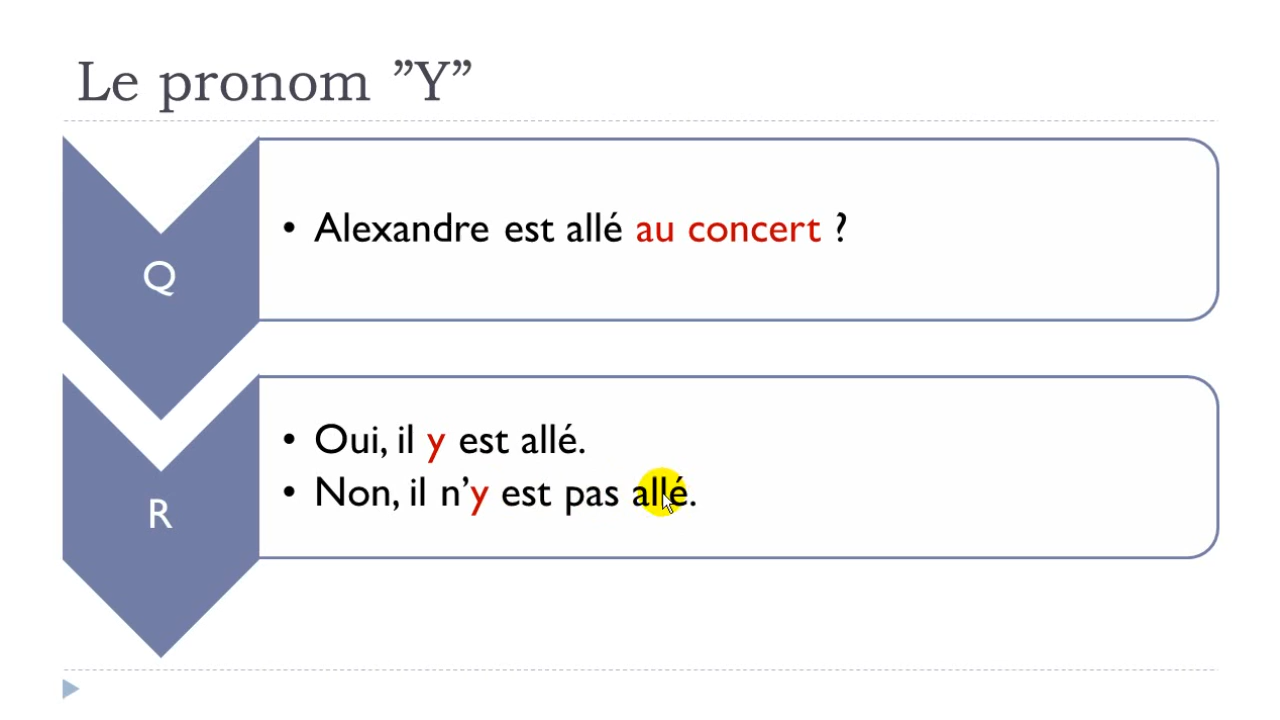 Le pronom ”Y”
Q
• Alexandre est allé au concert ?
R
• Oui, il y est allé.
• Non, il n’y est pas allé.